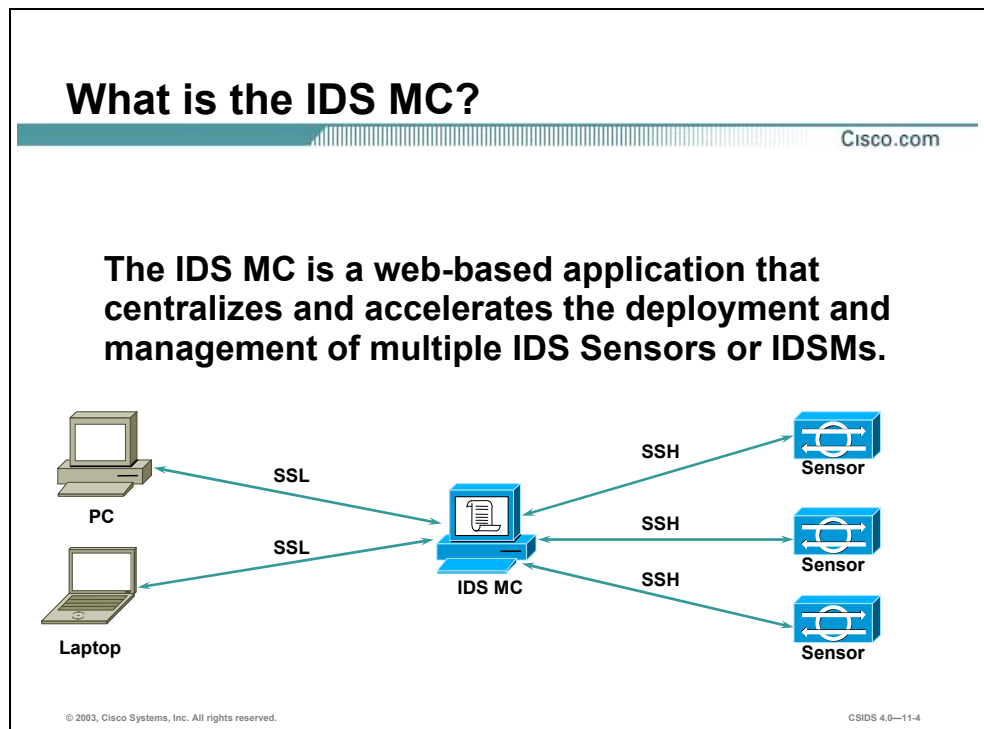 What is the IDS MC?
Cisco.com
The IDS MC is a web-based application that
centralizes and accelerates the deployment and
management of multiple IDS Sensors or IDSMs.
SSL
SSH
Sensor
PC
SSL
IDS MC
SSH
Sensor
SSH
Laptop
Sensor
© 2003, Cisco Systems, Inc. All rights reserved.
CSIDS 4.0—11-4